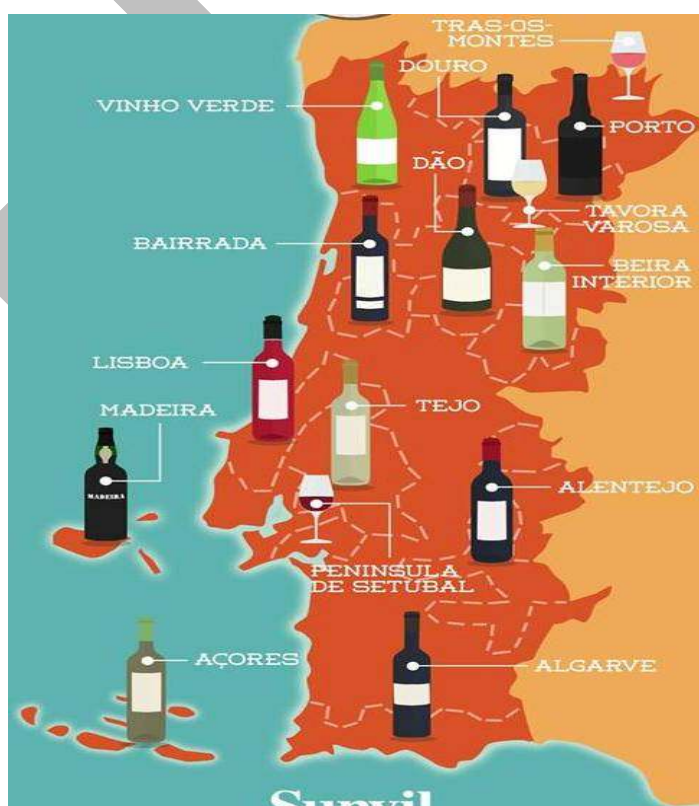 TRAS-OS-
MONTES
DOURO
VINHO VERDE
PORTO
DÃO
TAVORA
VAROSA
BAIRRADA
BEIRA
INTERIOR
LISBOA
TEJO
MADEIRA
ALENTEJO
MADEIRA
PENINSULA
DE SETUBAL
AÇORES
ALGARVE